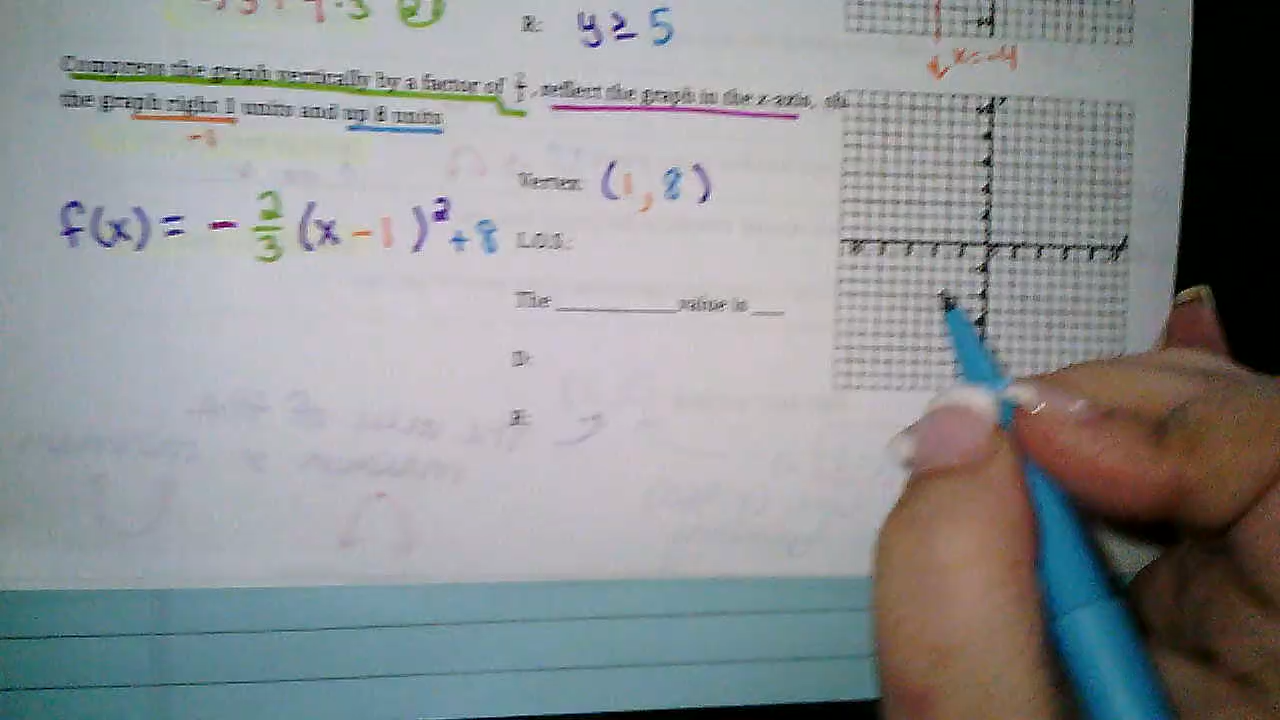 R: y ≥ 5
x=-4
Compress the graph vertically by a factor of 2/3, reflect the graph in the x-axis,
the graph right 1 units and up 8 units
-1
Vertex: (1, 8)
f(x) = - 2/3 (x - 1)² + 8
A.O.S.:
The __________ value is ___
D:
R: